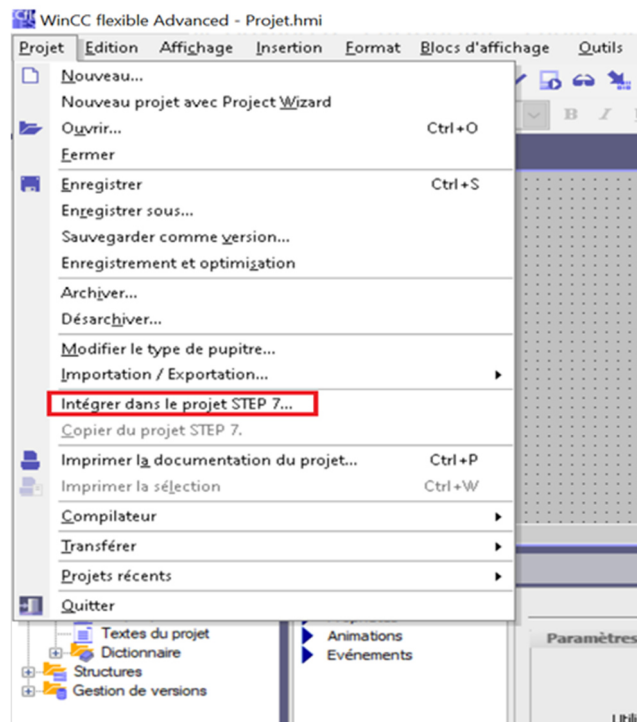 WinCC flexible Advanced - Projet.hmi
Projet Edition Affichage Insertion Format Blocs d'affichage Outils
Nouveau...
Nouveau projet avec Project Wizard
Ouvrir... Ctrl+O
Fermer
Enregistrer Ctrl+S
Enregistrer sous...
Sauvegarder comme version...
Enregistrement et optimisation
Archiver...
Désarchiver...
Modifier le type de pupitre...
Importation / Exportation...
Intégrer dans le projet STEP 7...
Copier du projet STEP 7.
Imprimer la documentation du projet... Ctrl+P
Imprimer la sélection Ctrl+W
Compilateur
Transférer
Projets récents
Quitter
Textes du projet
Dictionnaire
Structures
Gestion de versions
Animations
Evénements
Paramètres
B I